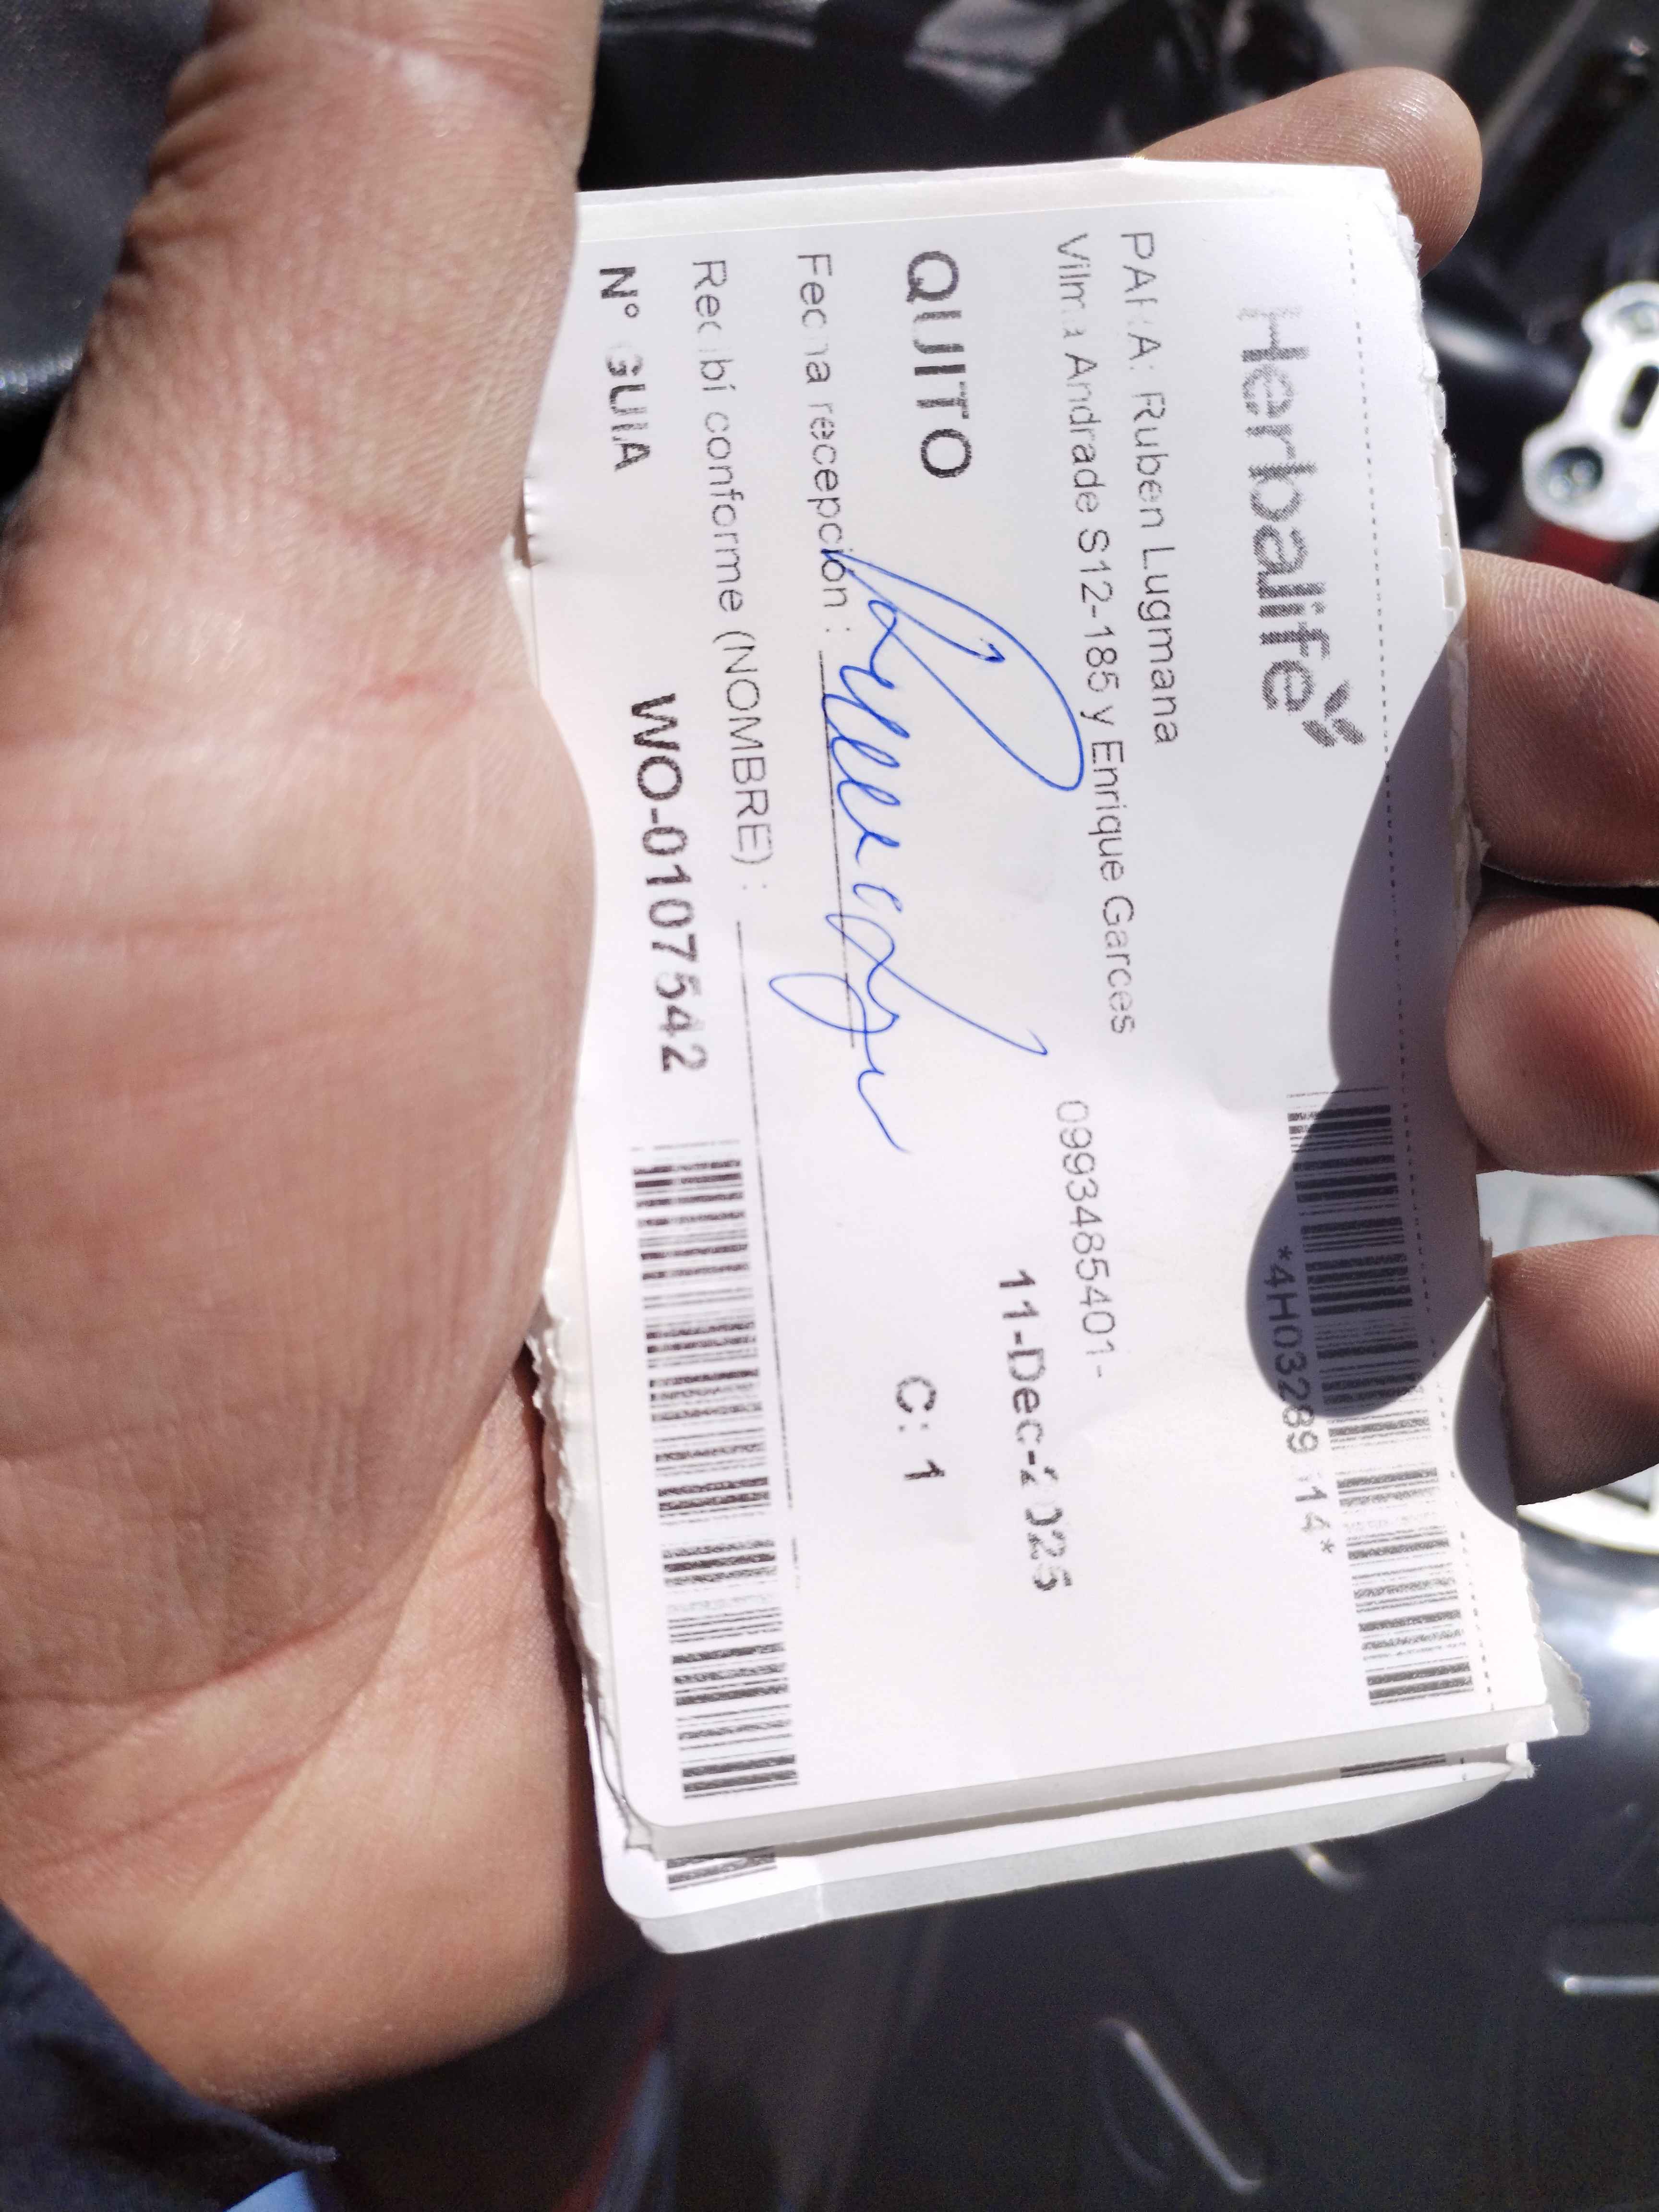 Herbalife
*4H03289114*
PARA: Ruben Lugmana
Vilma Andrade S12-185 y Enrique Garces
0993485401-
11-Dec-2025
QUITO
C: 1
Fecha recepción :
Recibí conforme (NOMBRE) :
N° GUIA WO-0107542